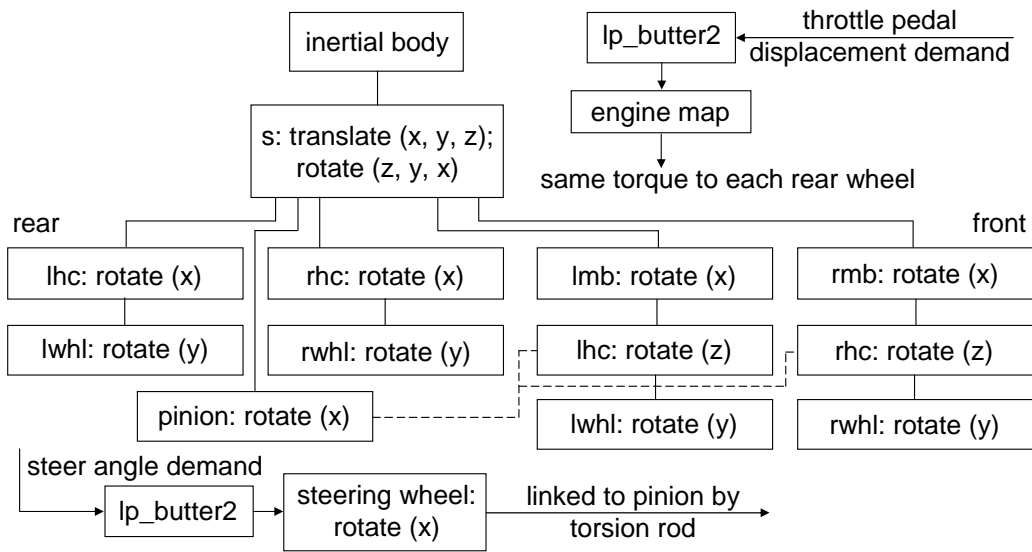 inertial body
lp_butter2
throttle pedal
displacement demand
engine map
s: translate (x, y, z);
rotate (z, y, x)
same torque to each rear wheel
rear
front
lhc: rotate (x)
rhc: rotate (x)
lmb: rotate (x)
rmb: rotate (x)
lwhl: rotate (y)
rwhl: rotate (y)
lhc: rotate (z)
rhc: rotate (z)
pinion: rotate (x)
lwhl: rotate (y)
rwhl: rotate (y)
steer angle demand
lp_butter2
steering wheel:
rotate (x)
linked to pinion by
torsion rod